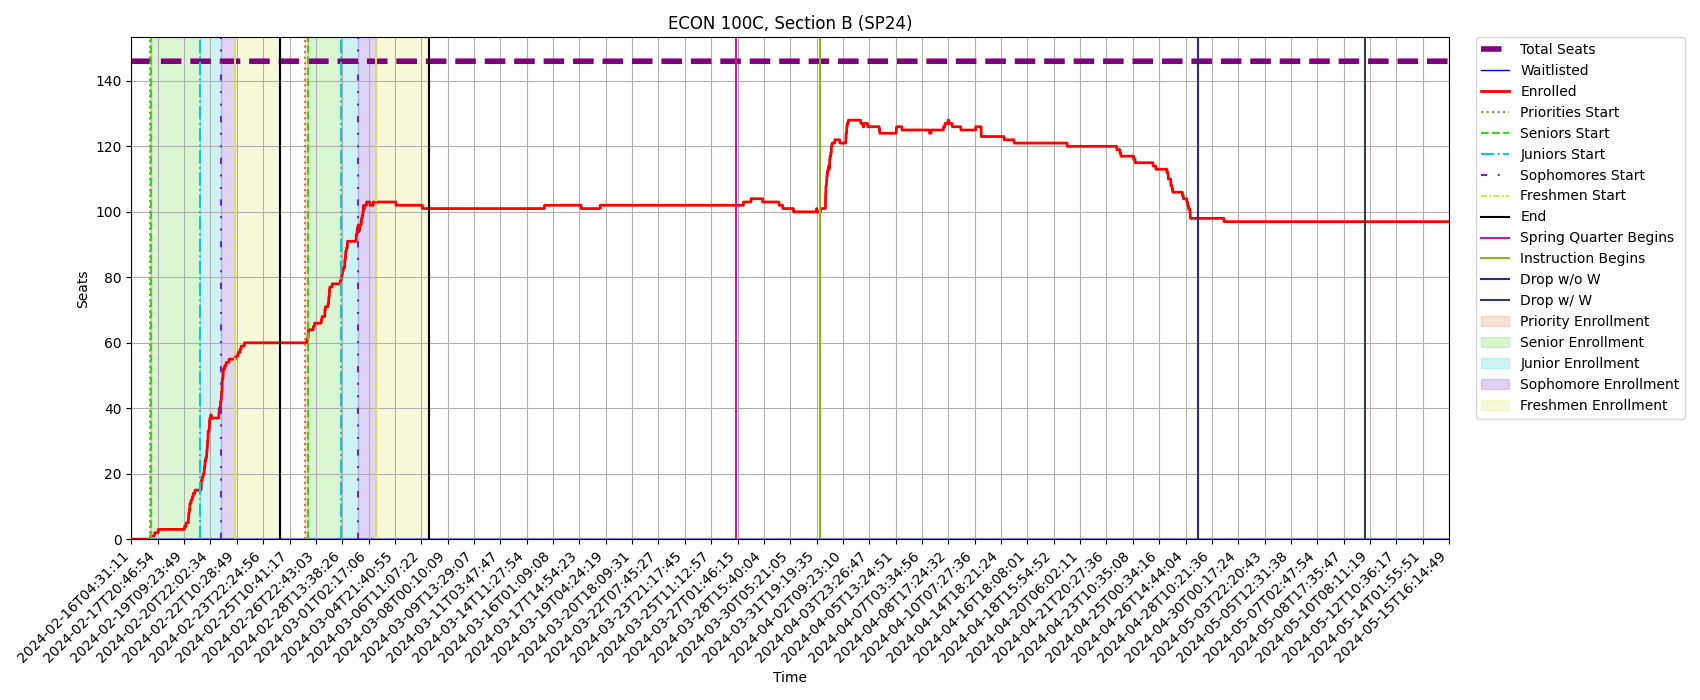 ECON 100C, Section B (SP24)
Seats
140
120
100
80
60
40
20
0
2024-02-16T04:31:11
2024-02-17T20:46:54
2024-02-19T09:23:49
2024-02-20T22:02:34
2024-02-22T10:28:49
2024-02-23T22:24:56
2024-02-25T10:41:17
2024-02-26T22:43:03
2024-02-28T13:38:26
2024-03-01T02:17:06
2024-03-04T21:40:55
2024-03-06T11:07:22
2024-03-08T00:10:09
2024-03-09T13:29:07
2024-03-11T03:47:47
2024-03-14T11:27:54
2024-03-16T01:09:08
2024-03-17T14:54:23
2024-03-19T04:24:19
2024-03-20T18:09:31
2024-03-22T07:45:27
2024-03-23T21:17:45
2024-03-25T11:12:57
2024-03-27T01:46:15
2024-03-28T15:40:04
2024-03-30T05:21:05
2024-03-31T19:19:35
2024-04-02T09:23:10
2024-04-03T23:26:47
2024-04-05T13:24:51
2024-04-07T03:34:56
2024-04-08T17:24:32
2024-04-10T07:27:36
2024-04-14T18:21:24
2024-04-16T18:08:01
2024-04-18T15:54:52
2024-04-20T06:02:11
2024-04-21T20:27:36
2024-04-23T10:35:08
2024-04-25T00:34:16
2024-04-26T14:44:04
2024-04-28T10:21:36
2024-04-30T00:17:24
2024-05-03T22:20:43
2024-05-05T12:31:38
2024-05-07T02:47:54
2024-05-08T17:35:47
2024-05-10T08:11:19
2024-05-12T10:36:17
2024-05-14T01:55:51
2024-05-15T16:14:49
Time
Total Seats
Waitlisted
Enrolled
Priorities Start
Seniors Start
Juniors Start
Sophomores Start
Freshmen Start
End
Spring Quarter Begins
Instruction Begins
Drop w/o W
Drop w/ W
Priority Enrollment
Senior Enrollment
Junior Enrollment
Sophomore Enrollment
Freshmen Enrollment